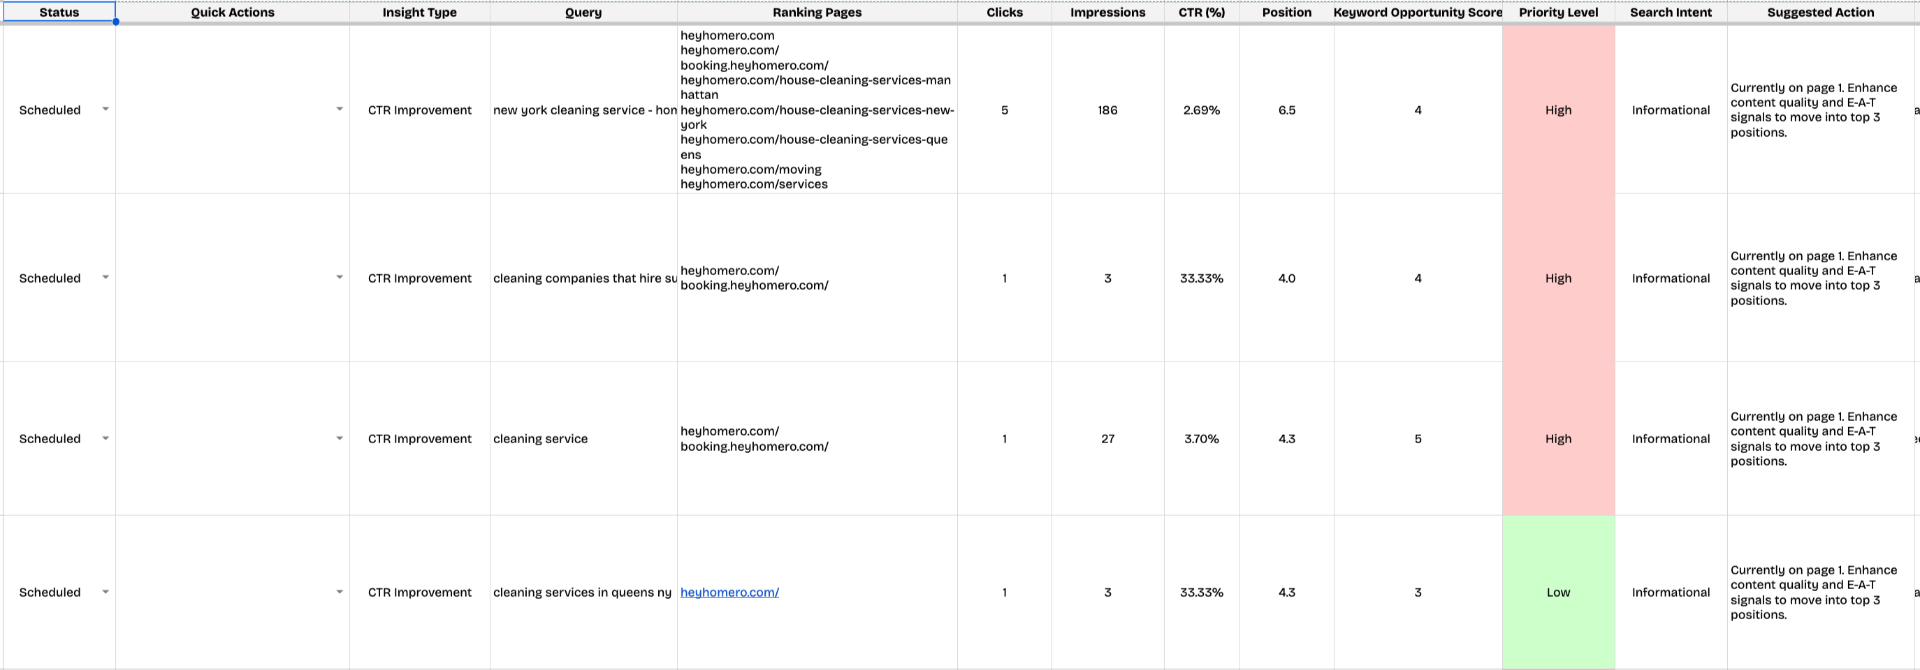 Status Quick Actions Insight Type Query Ranking Pages Clicks Impressions CTR (%) Position Keyword Opportunity Score Priority Level Search Intent Suggested Action
heyhomero.com
heyhomero.com/
booking.heyhomero.com/
heyhomero.com/house-cleaning-services-man
hattan
heyhomero.com/house-cleaning-services-new-
york
heyhomero.com/house-cleaning-services-que
ens
heyhomero.com/moving
heyhomero.com/services
Scheduled CTR Improvement new york cleaning service - hom 5 186 2.69% 6.5 4 High Informational
Currently on page 1. Enhance
content quality and E-A-T
signals to move into top 3
positions.
Scheduled CTR Improvement cleaning companies that hire su
heyhomero.com/
booking.heyhomero.com/
1 3 33.33% 4.0 4 High Informational
Currently on page 1. Enhance
content quality and E-A-T
signals to move into top 3
positions.
Scheduled CTR Improvement cleaning service
heyhomero.com/
booking.heyhomero.com/
1 27 3.70% 4.3 5 High Informational
Currently on page 1. Enhance
content quality and E-A-T
signals to move into top 3
positions.
Scheduled CTR Improvement cleaning services in queens ny heyhomero.com/ 1 3 33.33% 4.3 3 Low Informational
Currently on page 1. Enhance
content quality and E-A-T
signals to move into top 3
positions.